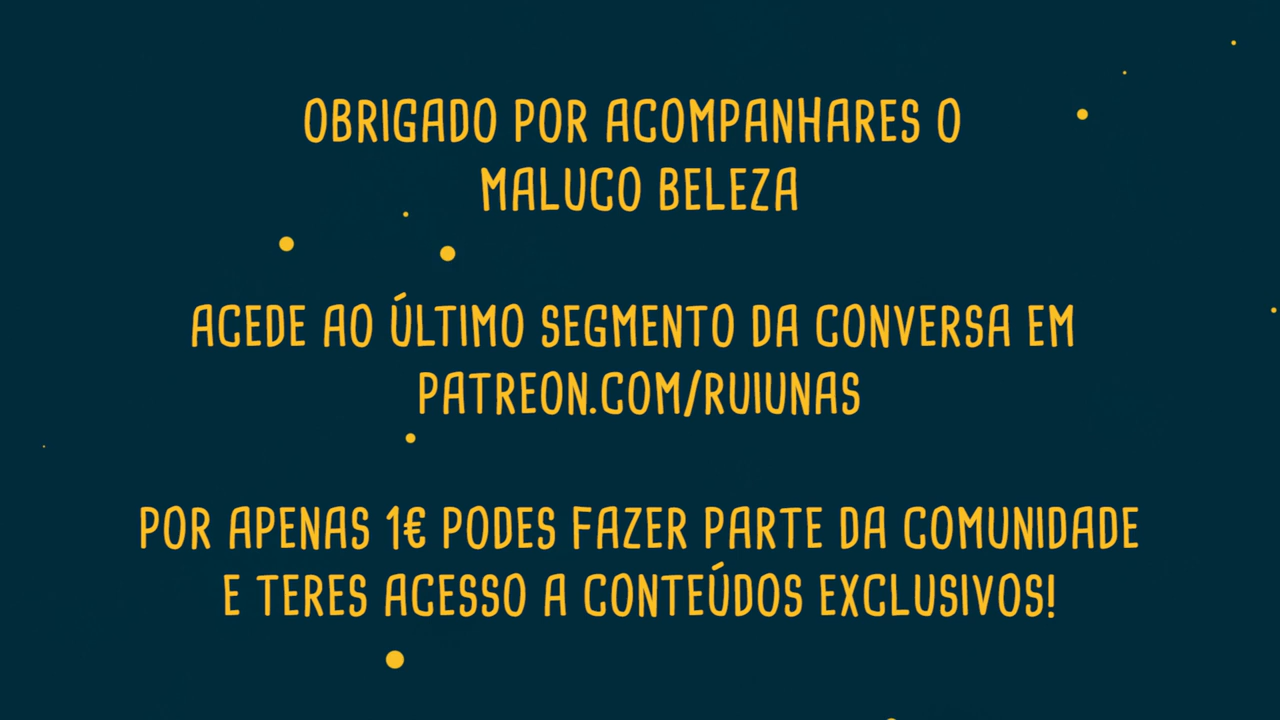 OBRIGADO POR ACOMPANHARES O
MALUCO BELEZA
ACEDE AO ÚLTIMO SEGMENTO DA CONVERSA EM
PATREON.COM/RUIUNAS
POR APENAS 1€ PODES FAZER PARTE DA COMUNIDADE
E TERES ACESSO A CONTEÚDOS EXCLUSIVOS!